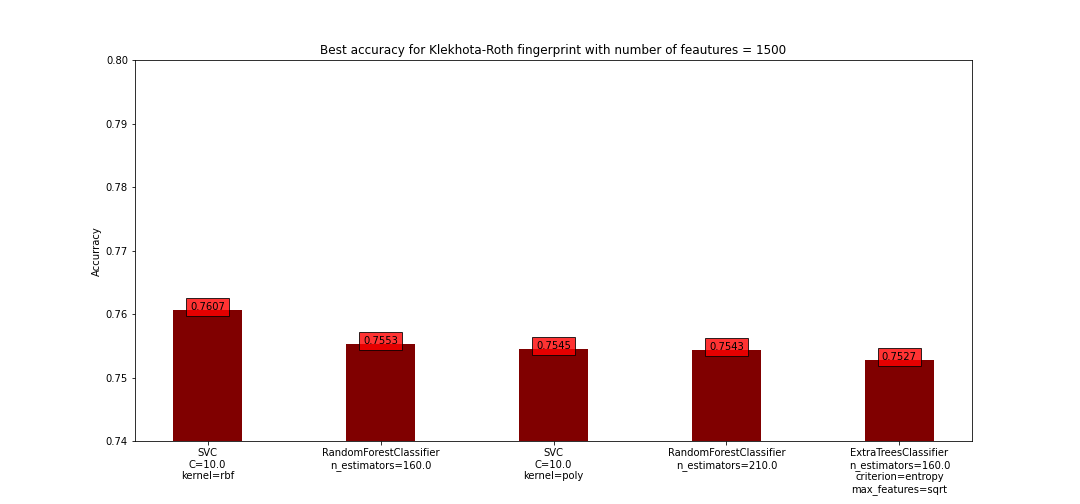 Best accuracy for Klekhota-Roth fingerprint with number of feautures = 1500
Accurracy
0.80
0.79
0.78
0.77
0.76
0.75
0.74
0.7607
0.7553
0.7545
0.7543
0.7527
SVC
C=10.0
kernel=rbf
RandomForestClassifier
n_estimators=160.0
SVC
C=10.0
kernel=poly
RandomForestClassifier
n_estimators=210.0
ExtraTreesClassifier
n_estimators=160.0
criterion=entropy
max_features=sqrt